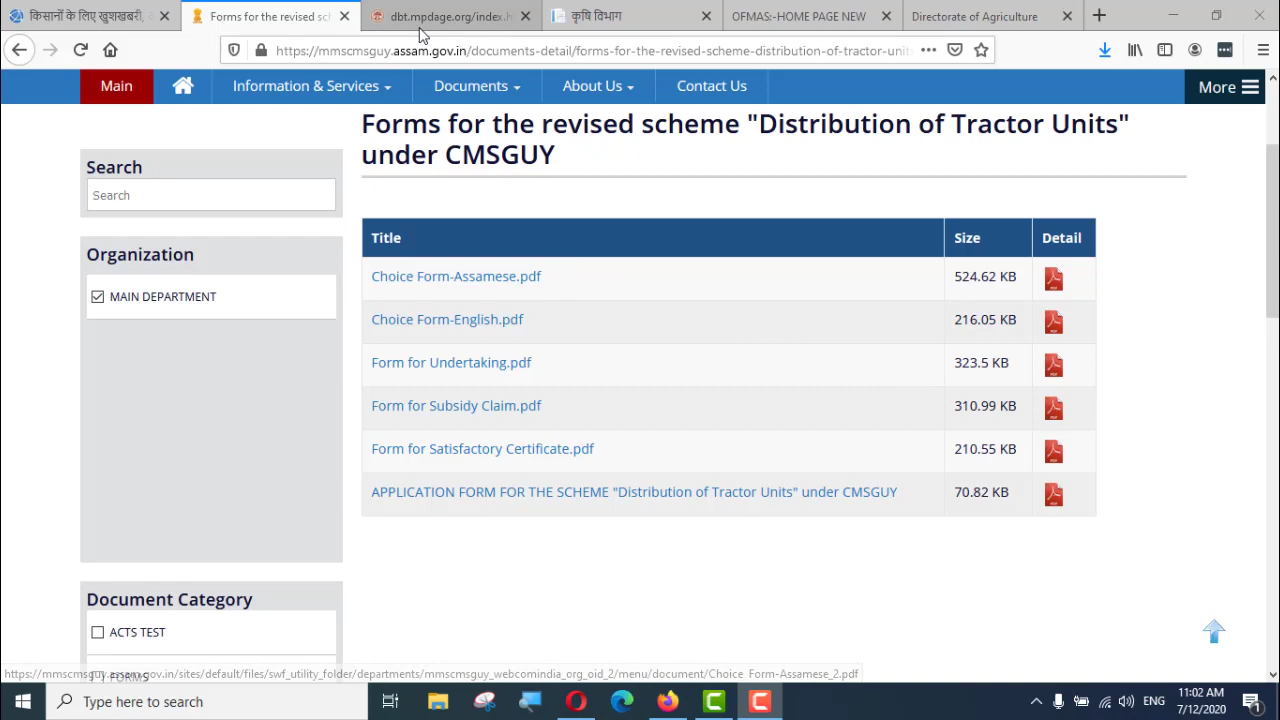 किसानों के लिए खुशखबरी,
Forms for the revised sch
dbt.mpdage.org/index.h
कृषि विभाग
OFMAS:-HOME PAGE NEW
Directorate of Agriculture
https://mmscmsguy.assam.gov.in/documents-detail/forms-for-the-revised-scheme-distribution-of-tractor-unit
Main
Information & Services
Documents
About Us
Contact Us
More
Forms for the revised scheme "Distribution of Tractor Units"
under CMSGUY
Search
Search
Organization
MAIN DEPARTMENT
Title Size Detail
Choice Form-Assamese.pdf 524.62 KB
Choice Form-English.pdf 216.05 KB
Form for Undertaking.pdf 323.5 KB
Form for Subsidy Claim.pdf 310.99 KB
Form for Satisfactory Certificate.pdf 210.55 KB
APPLICATION FORM FOR THE SCHEME "Distribution of Tractor Units" under CMSGUY 70.82 KB
Document Category
ACTS TEST
FORMS
https://mmscmsguy.assam.gov.in/sites/default/files/swf_utility_folder/departments/mmscmsguy_webcomindia_org_oid_2/menu/document/Choice Form-Assamese_2.pdf
Type here to search
ENG
11:02 AM
7/12/2020
1